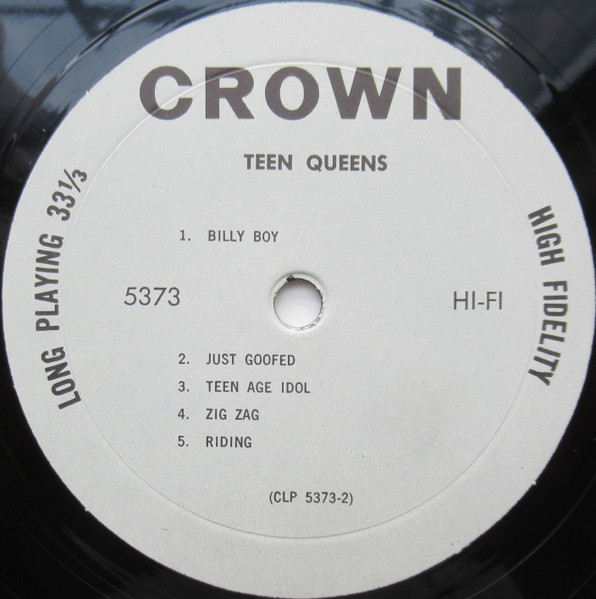 CROWN
TEEN QUEENS
LONG PLAYING 33⅓
HIGH FIDELITY
1. BILLY BOY
5373
HI-FI
2. JUST GOOFED
3. TEEN AGE IDOL
4. ZIG ZAG
5. RIDING
(CLP 5373-2)